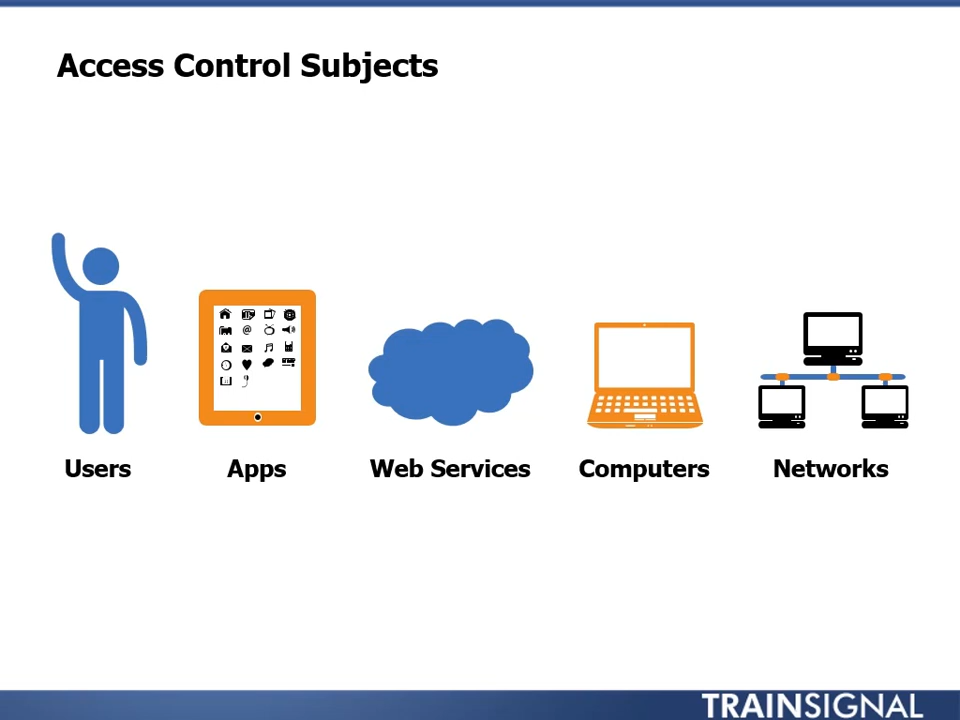 Access Control Subjects
Users
Apps
Web Services
Computers
Networks
TRAINSIGNAL